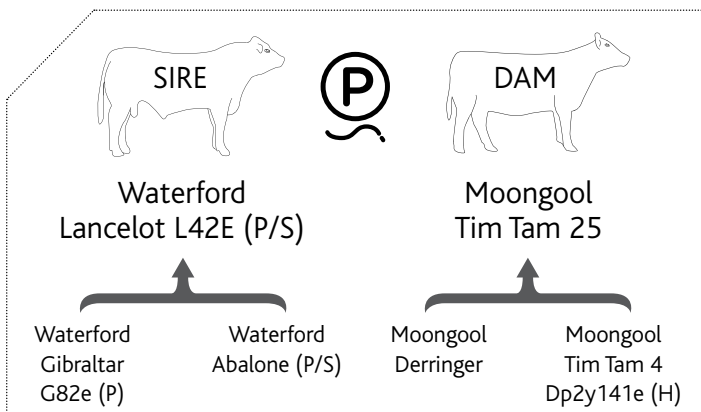 SIRE
P
DAM
Waterford
Lancelot L42E (P/S)
Moongool
Tim Tam 25
Waterford
Gibraltar
G82e (P)
Waterford
Abalone (P/S)
Moongool
Derringer
Moongool
Tim Tam 4
Dp2y141e (H)